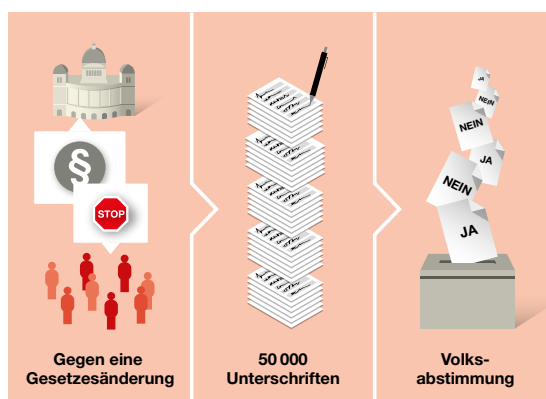 §
STOP
Gegen eine
Gesetzesänderung
50 000
Unterschriften
JA
NEIN
NEIN
JA
NEIN
JA
Volks-
abstimmung